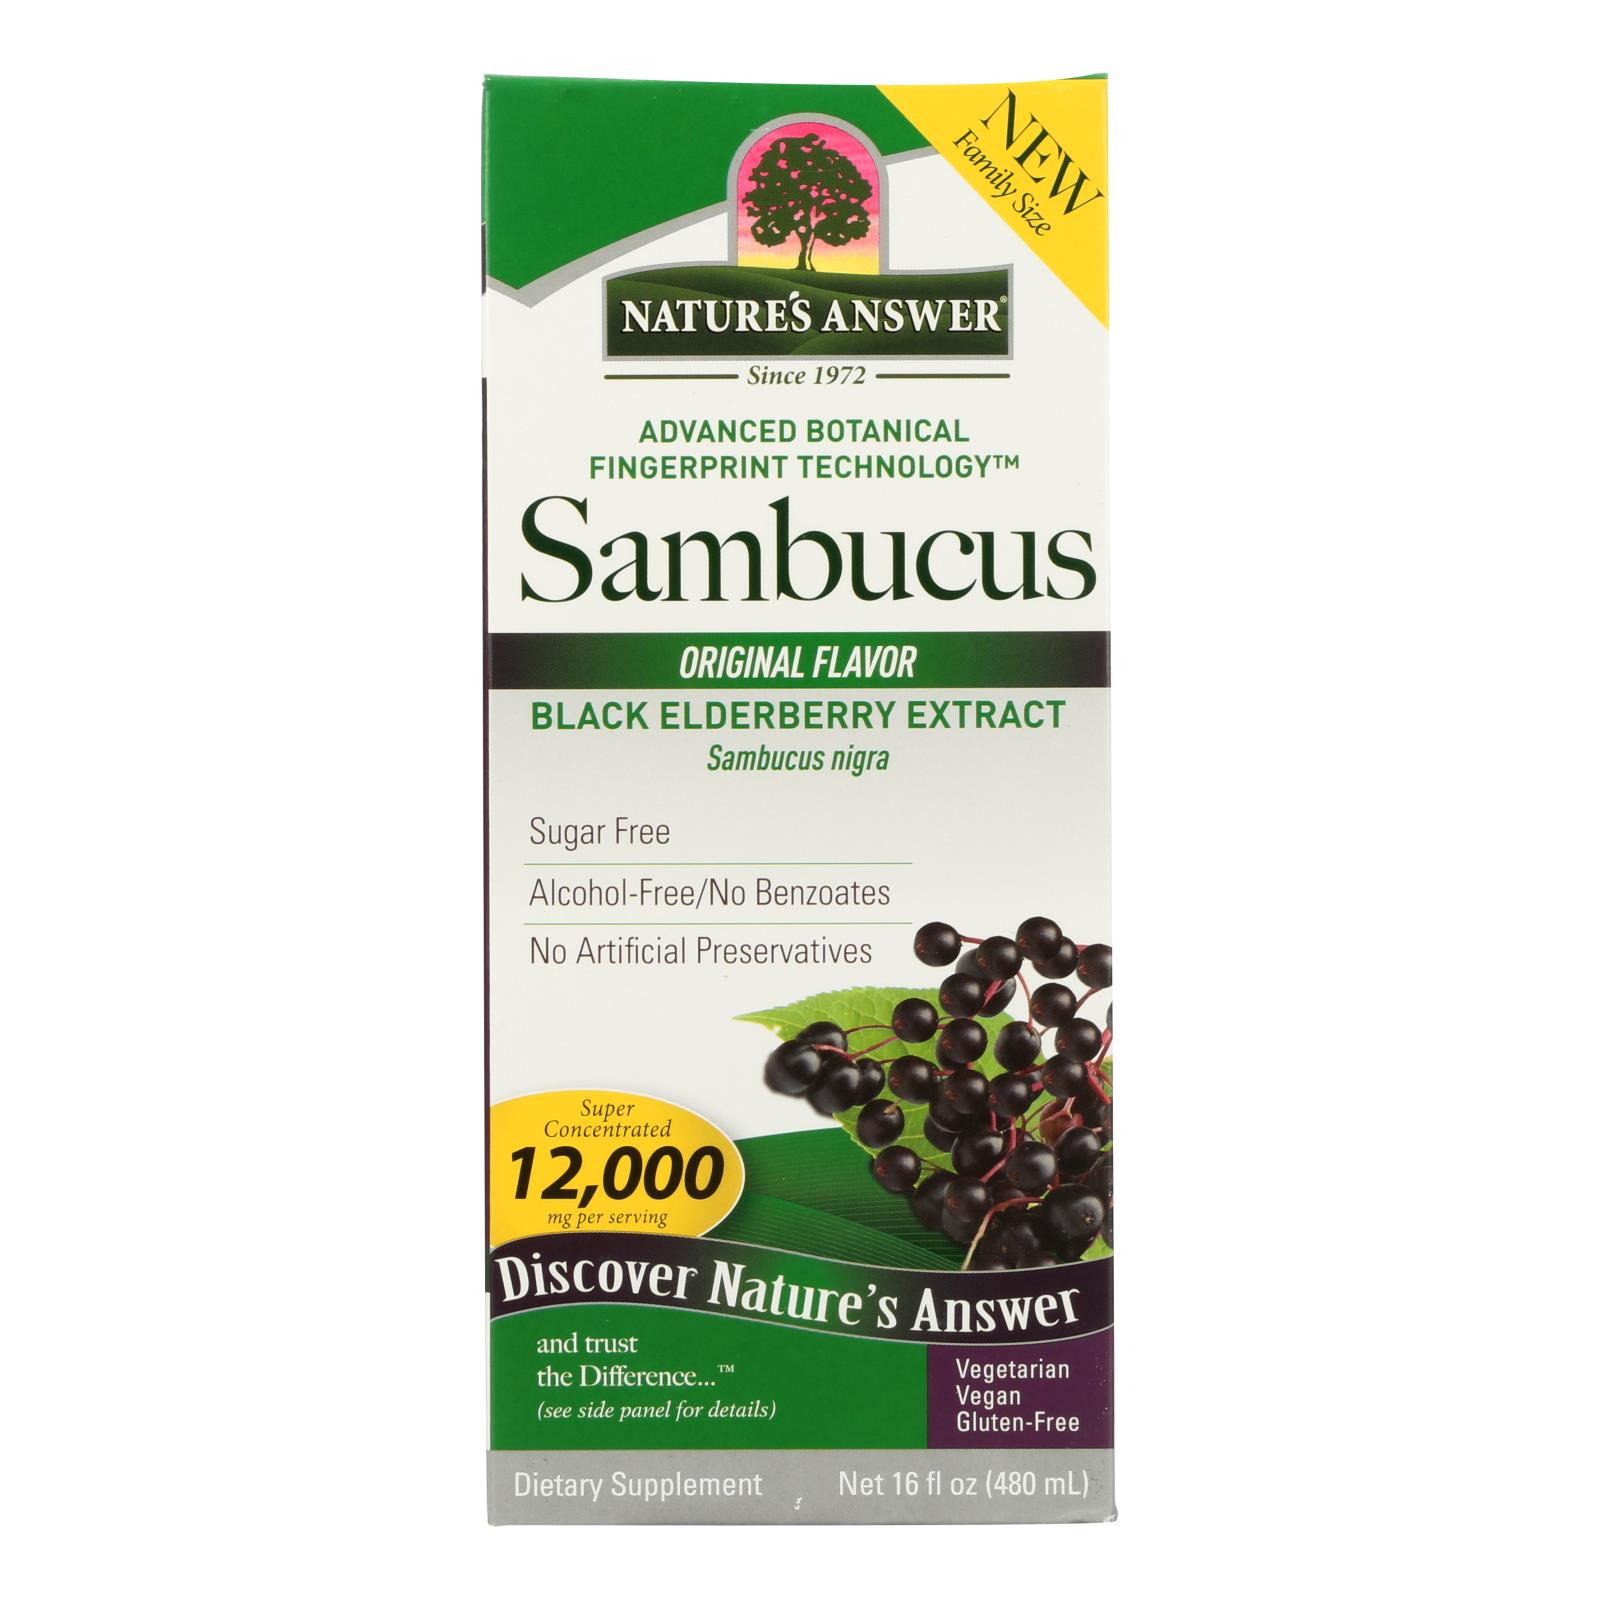 NEW
Family Size
NATURE'S ANSWER®
Since 1972
ADVANCED BOTANICAL
FINGERPRINT TECHNOLOGY™
Sambucus
ORIGINAL FLAVOR
BLACK ELDERBERRY EXTRACT
Sambucus nigra
Sugar Free
Alcohol-Free/No Benzoates
No Artificial Preservatives
Super
Concentrated
12,000
mg per serving
Discover Nature's Answer
and trust
the Difference...™
(see side panel for details)
Vegetarian
Vegan
Gluten-Free
Dietary Supplement
Net 16 fl oz (480 mL)